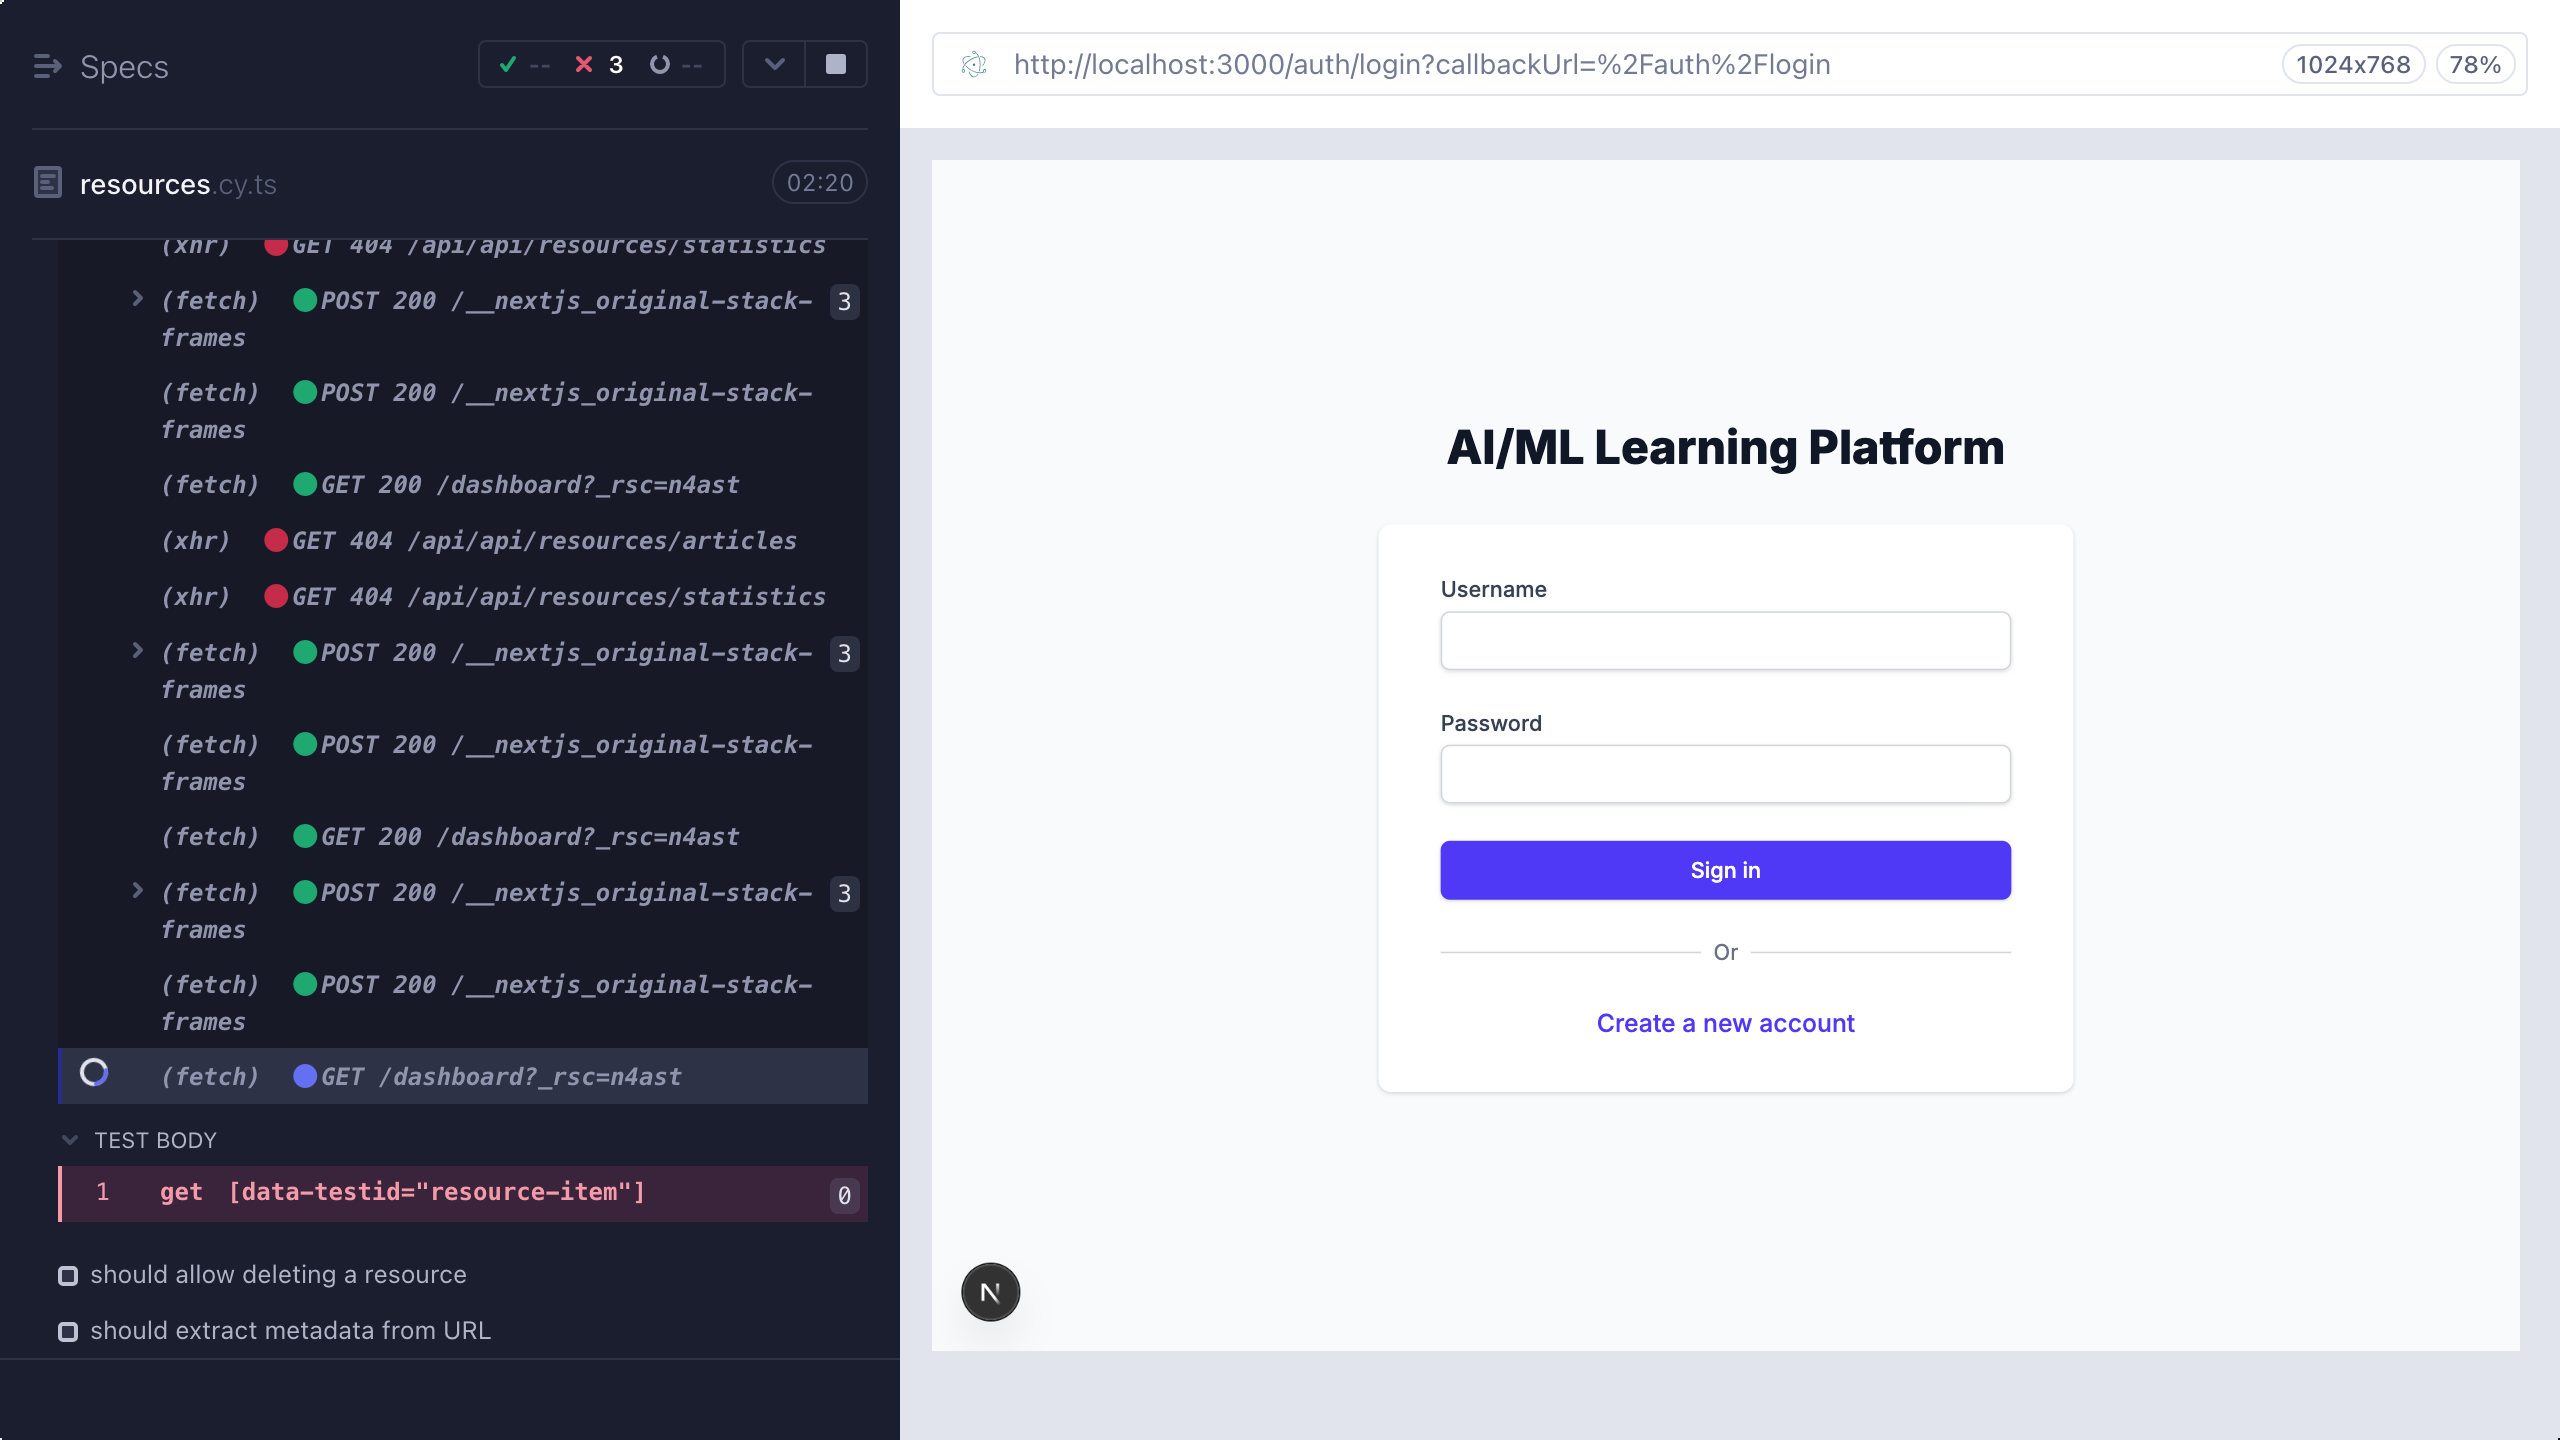 Specs
-- 3 --
resources.cy.ts 02:20
(xhr) GET 404 /api/api/resources/statistics
(fetch) POST 200 /__nextjs_original-stack- 3
frames
(fetch) POST 200 /__nextjs_original-stack-
frames
(fetch) GET 200 /dashboard?_rsc=n4ast
(xhr) GET 404 /api/api/resources/articles
(xhr) GET 404 /api/api/resources/statistics
(fetch) POST 200 /__nextjs_original-stack- 3
frames
(fetch) POST 200 /__nextjs_original-stack-
frames
(fetch) GET 200 /dashboard?_rsc=n4ast
(fetch) POST 200 /__nextjs_original-stack- 3
frames
(fetch) POST 200 /__nextjs_original-stack-
frames
(fetch) GET /dashboard?_rsc=n4ast
TEST BODY
1 get [data-testid="resource-item"] 0
should allow deleting a resource
should extract metadata from URL
http://localhost:3000/auth/login?callbackUrl=%2Fauth%2Flogin 1024x768 78%
AI/ML Learning Platform
Username
Password
Sign in
Or
Create a new account
N